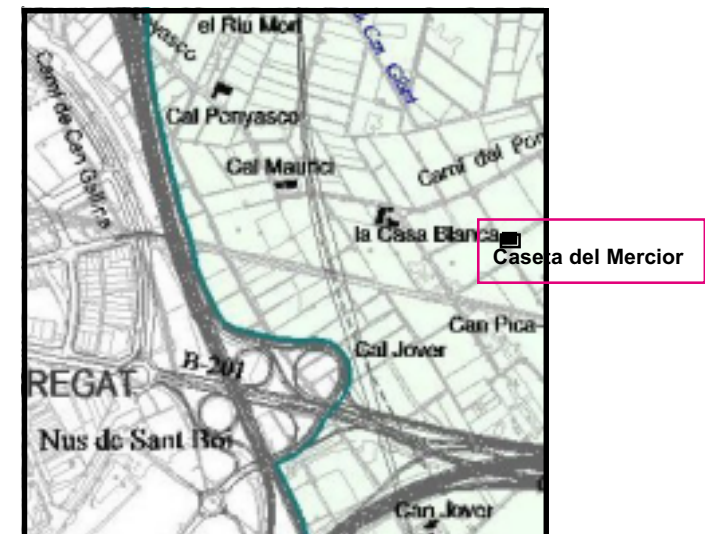 el Riu Mort
Cal Ponyasco
Camí de Can Gallina
Cal Maurici
Camí del Por
la Casa Blanca
Caseta del Mercior
Can Pica-
Cal Jover
B-201
REGAT
Nus de Sant Boi
Can Jover